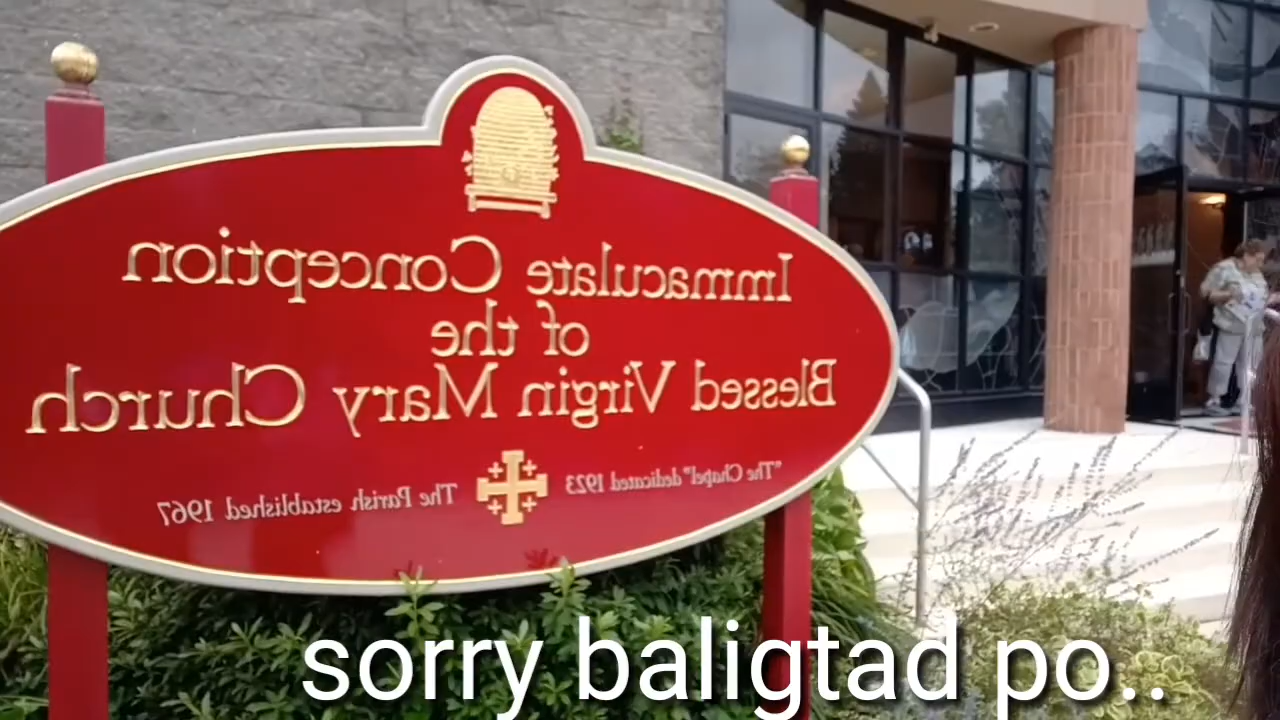 Immaculate Conception
of the
Blessed Virgin Mary Church
"The Chapel" dedicated 1923 The Parish established 1967
sorry baligtad po..